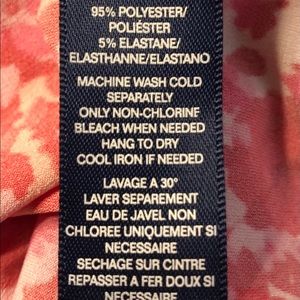 95% POLYESTER/
POLIÉSTER
5% ELASTANE/
ELASTHANNE/ELASTANO
MACHINE WASH COLD
SEPARATELY
ONLY NON-CHLORINE
BLEACH WHEN NEEDED
HANG TO DRY
COOL IRON IF NEEDED
LAVAGE A 30°
LAVER SEPAREMENT
EAU DE JAVEL NON
CHLOREE UNIQUEMENT SI
NECESSAIRE
SECHAGE SUR CINTRE
REPASSER A FER DOUX SI
NECESSAIRE